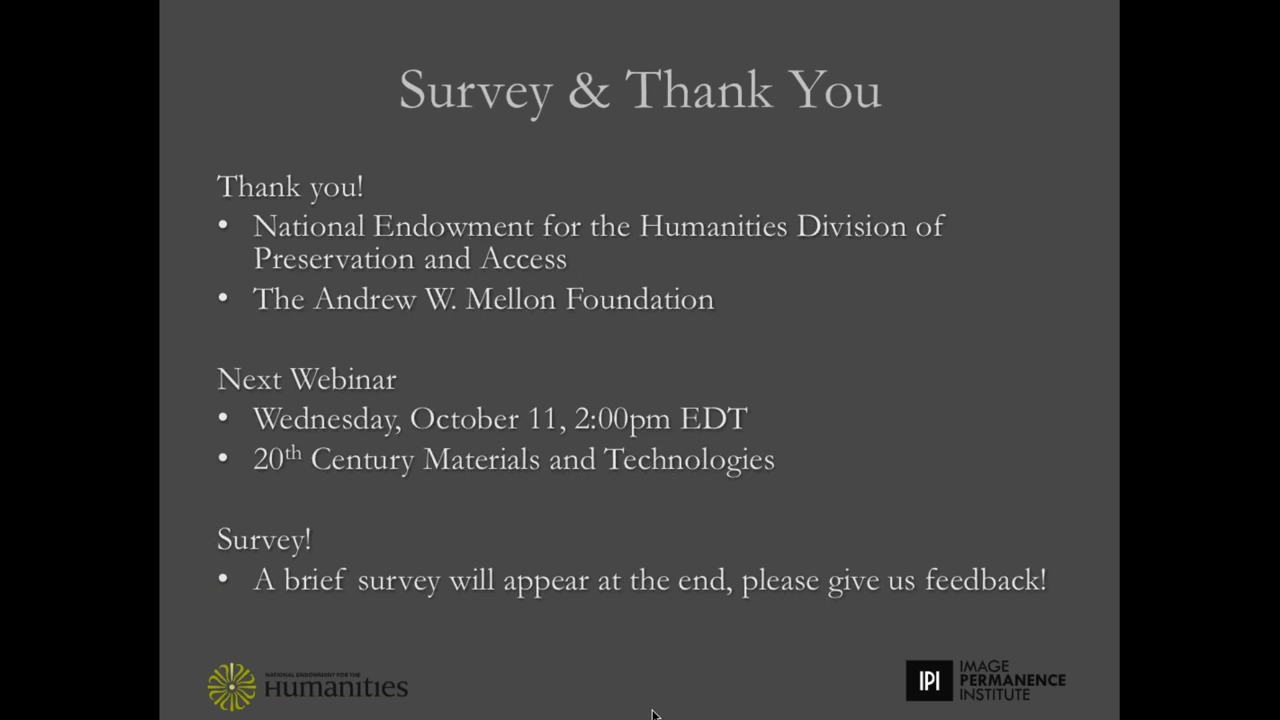 Survey & Thank You
Thank you!
• National Endowment for the Humanities Division of
Preservation and Access
• The Andrew W. Mellon Foundation
Next Webinar
• Wednesday, October 11, 2:00pm EDT
• 20th Century Materials and Technologies
Survey!
• A brief survey will appear at the end, please give us feedback!
NATIONAL ENDOWMENT FOR THE
Humanities
IPI
IMAGE
PERMANENCE
INSTITUTE